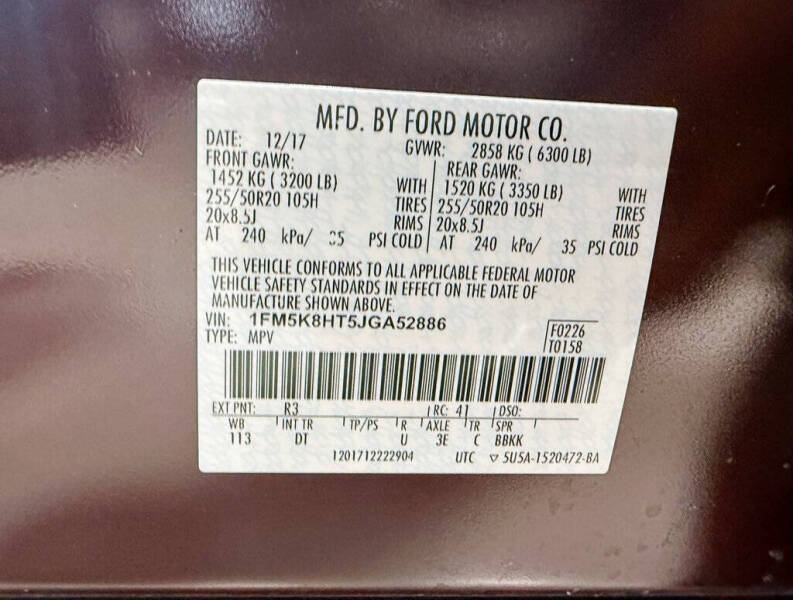 MFD. BY FORD MOTOR CO.
DATE: 12/17 GVWR: 2858 KG ( 6300 LB)
FRONT GAWR: REAR GAWR:
1452 KG ( 3200 LB) WITH 1520 KG ( 3350 LB) WITH
255/50R20 105H TIRES 255/50R20 105H TIRES
20x8.5J RIMS 20x8.5J RIMS
AT 240 kPa/ 35 PSI COLD AT 240 kPa/ 35 PSI COLD
THIS VEHICLE CONFORMS TO ALL APPLICABLE FEDERAL MOTOR
VEHICLE SAFETY STANDARDS IN EFFECT ON THE DATE OF
MANUFACTURE SHOWN ABOVE.
VIN: 1FM5K8HT5JGA52886 F0226
TYPE: MPV T0158
EXT PNT: R3 RC: 41 DSO:
WB INT TR TP/PS R AXLE TR SPR
113 DT U 3E C BBKK
1201712222904 UTC ▽ 5U5A-1520472-BA